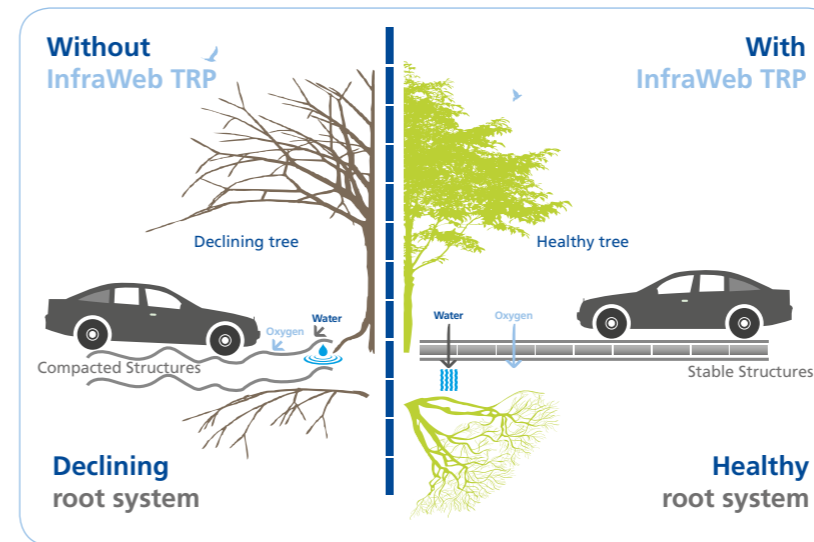 Without
InfraWeb TRP
Declining tree
Oxygen
Water
Compacted Structures
Declining
root system
With
InfraWeb TRP
Healthy tree
Water
Oxygen
Stable Structures
Healthy
root system